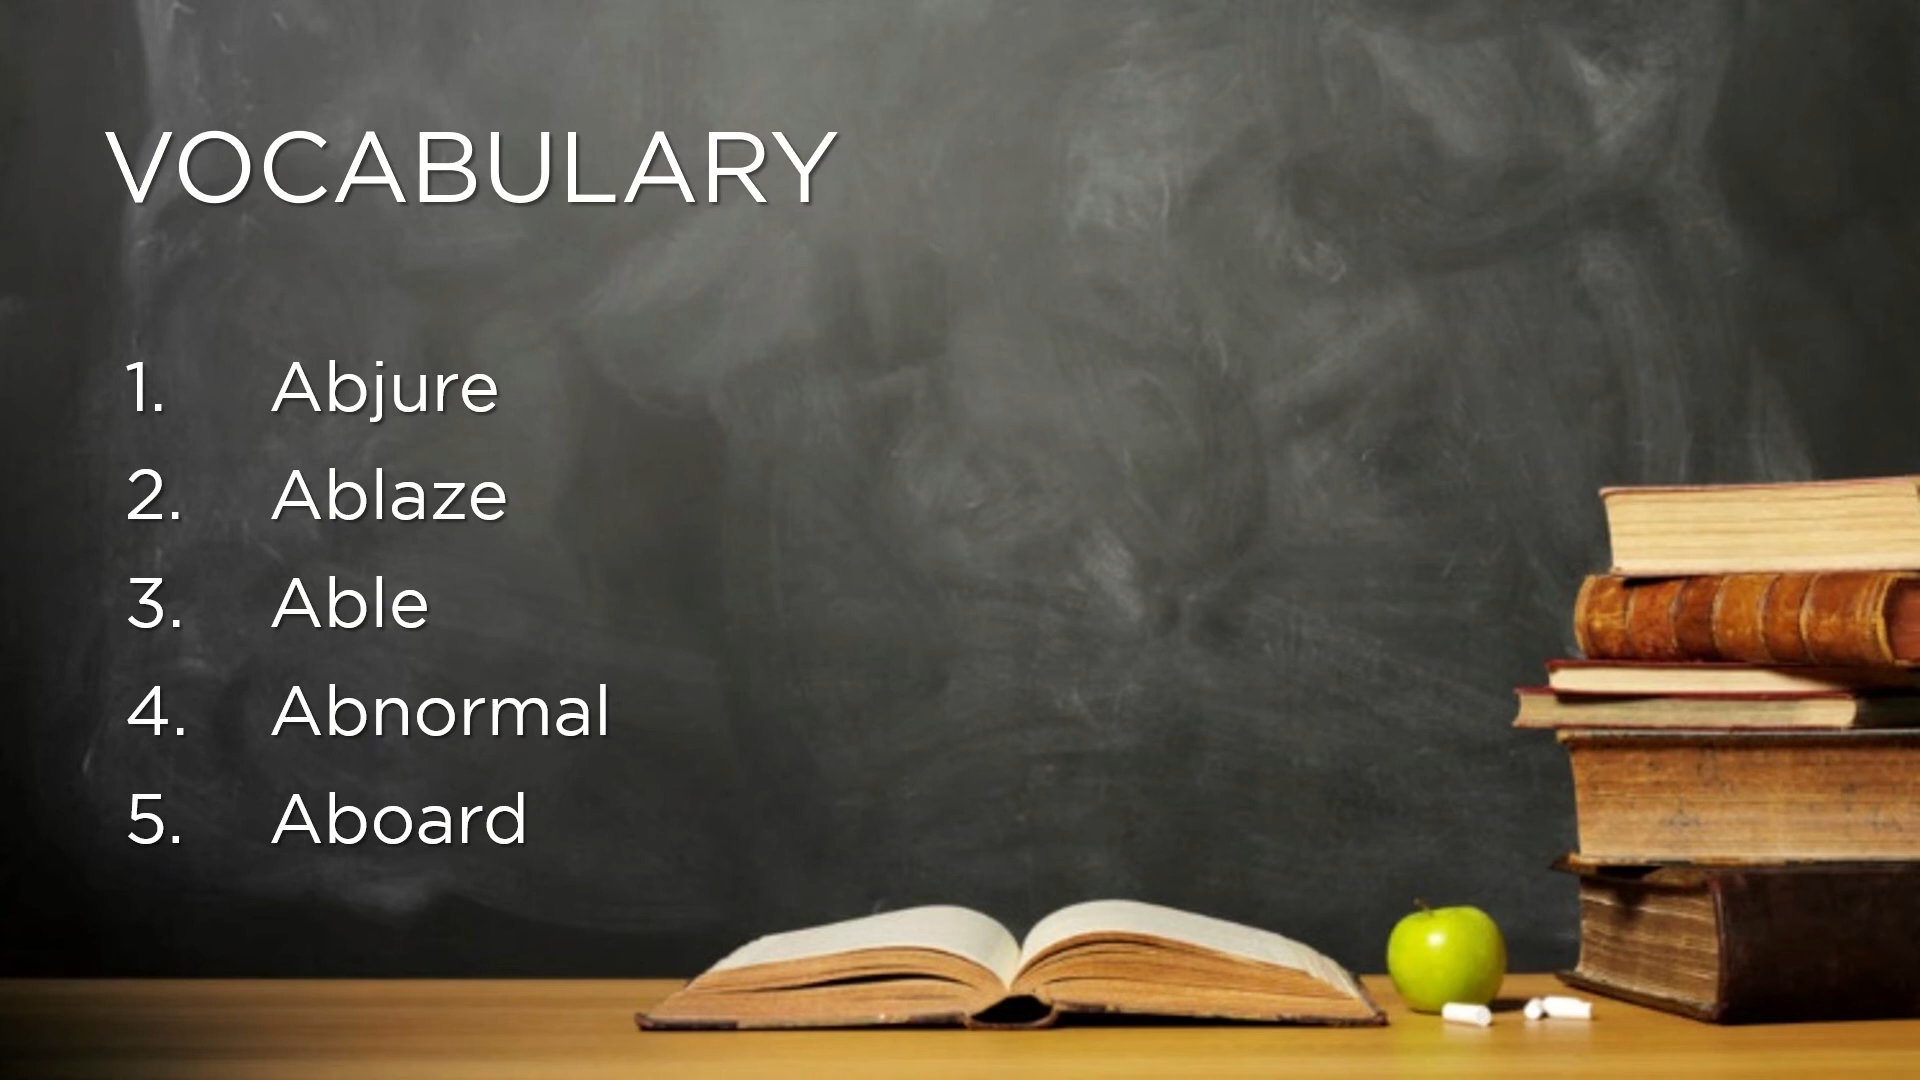 VOCABULARY
1. Abjure
2. Ablaze
3. Able
4. Abnormal
5. Aboard